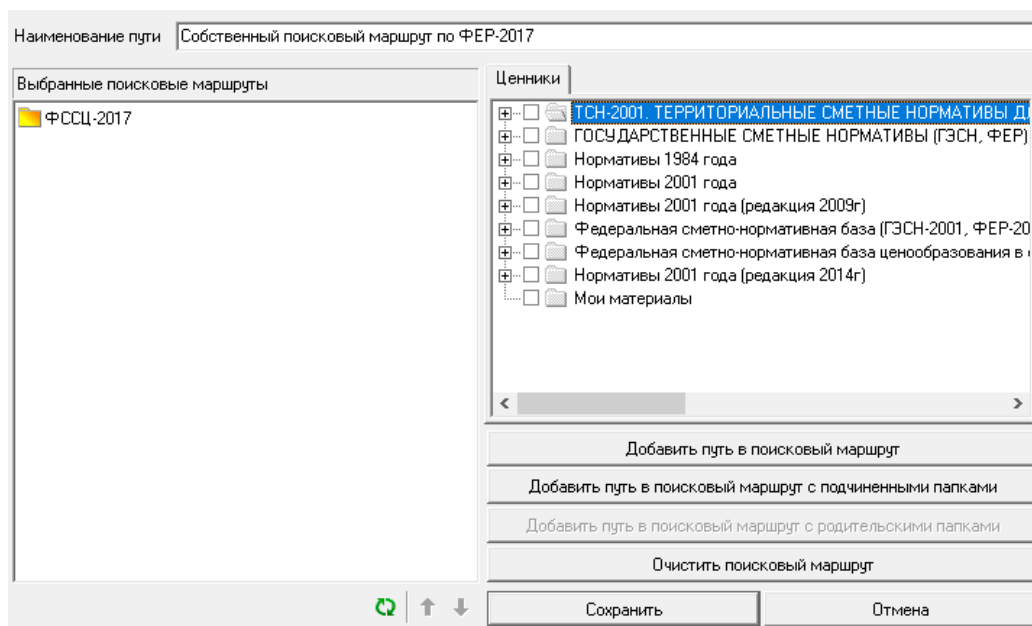 Наименование пути Собственный поисковый маршрут по ФЕР-2017
Выбранные поисковые маршруты
ФССЦ-2017
Ценники
ТСН-2001. ТЕРРИТОРИАЛЬНЫЕ СМЕТНЫЕ НОРМАТИВЫ Д
ГОСУДАРСТВЕННЫЕ СМЕТНЫЕ НОРМАТИВЫ (ГЭСН, ФЕР)
Нормативы 1984 года
Нормативы 2001 года
Нормативы 2001 года (редакция 2009г)
Федеральная сметно-нормативная база (ГЭСН-2001, ФЕР-20
Федеральная сметно-нормативная база ценообразования в
Нормативы 2001 года (редакция 2014г)
Мои материалы
Добавить путь в поисковый маршрут
Добавить путь в поисковый маршрут с подчиненными папками
Добавить путь в поисковый маршрут с родительскими папками
Очистить поисковый маршрут
Сохранить
Отмена